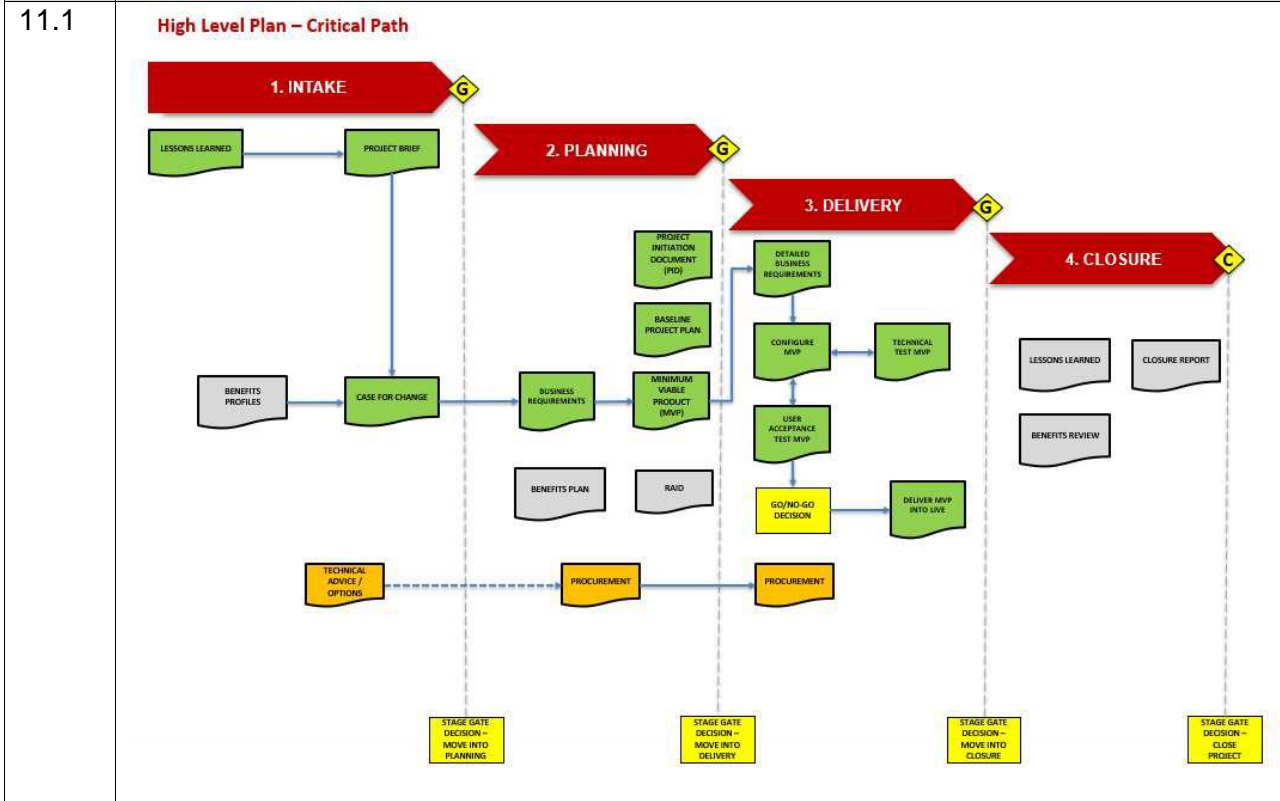 11.1
High Level Plan – Critical Path
1. INTAKE
G
2. PLANNING
G
3. DELIVERY
G
4. CLOSURE
C
LESSONS LEARNED
PROJECT BRIEF
BENEFITS
PROFILES
CASE FOR CHANGE
TECHNICAL
ADVICE /
OPTIONS
PROJECT
INITIATION
DOCUMENT
(PID)
BASELINE
PROJECT PLAN
BUSINESS
REQUIREMENTS
MINIMUM
VIABLE
PRODUCT
(MVP)
BENEFITS PLAN
RAID
PROCUREMENT
DETAILED
BUSINESS
REQUIREMENTS
CONFIGURE
MVP
TECHNICAL
TEST MVP
USER
ACCEPTANCE
TEST MVP
GO/NO-GO
DECISION
DELIVER MVP
INTO LIVE
PROCUREMENT
LESSONS LEARNED
CLOSURE REPORT
BENEFITS REVIEW
STAGE GATE
DECISION –
MOVE INTO
PLANNING
STAGE GATE
DECISION –
MOVE INTO
DELIVERY
STAGE GATE
DECISION –
MOVE INTO
CLOSURE
STAGE GATE
DECISION –
CLOSE
PROJECT